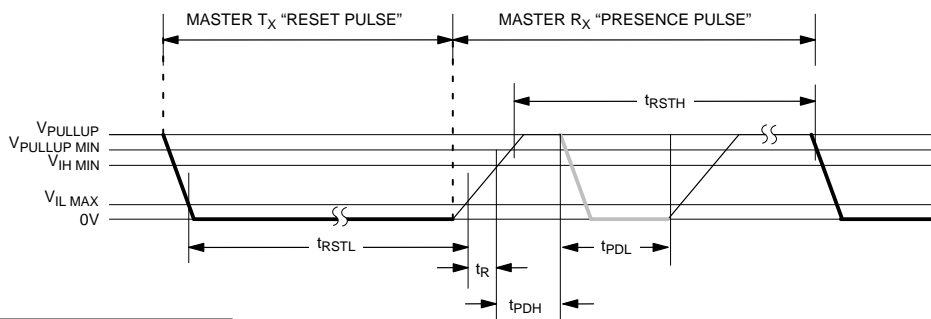 MASTER TX “RESET PULSE” MASTER RX “PRESENCE PULSE”
tRSTH
VPULLUP
VPULLUP MIN
VIH MIN
VIL MAX
0V
tRSTL
tPDL
tR
tPDH